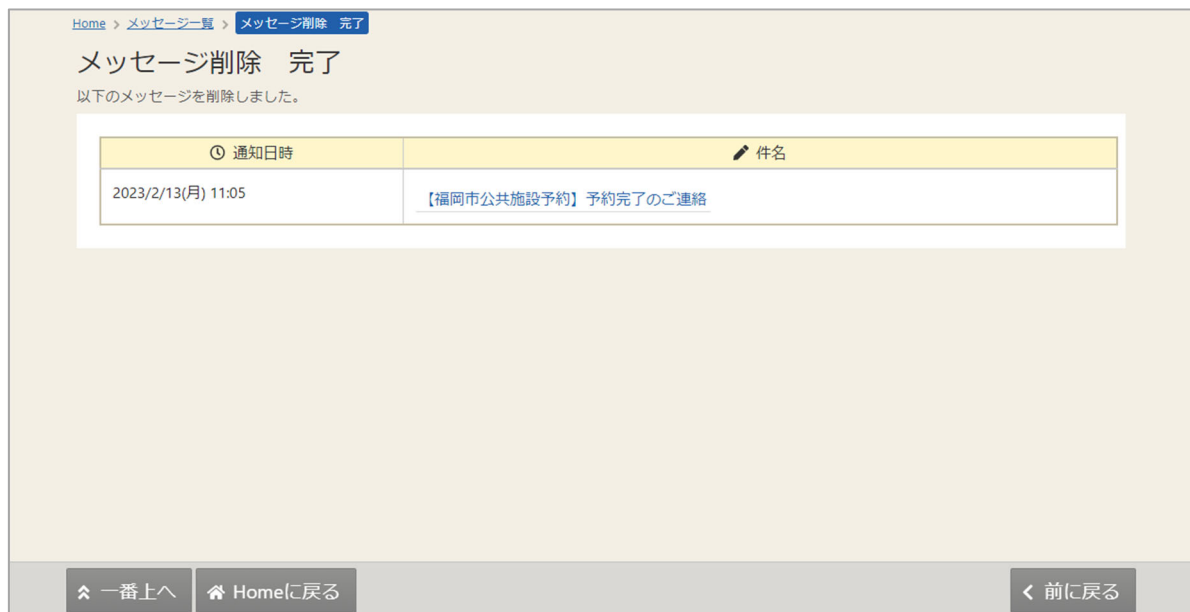 Home > メッセージ一覧 > メッセージ削除　完了
メッセージ削除　完了
以下のメッセージを削除しました。
通知日時 件名
2023/2/13(月) 11:05 【福岡市公共施設予約】予約完了のご連絡
一番上へ Homeに戻る 前に戻る